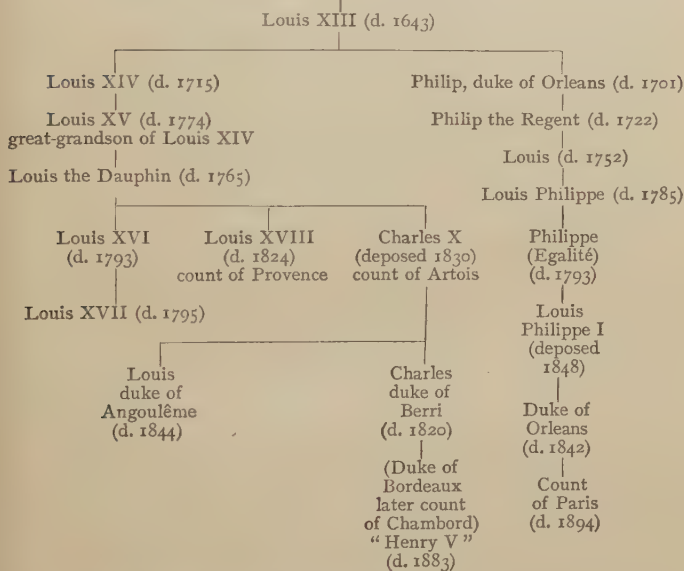 Louis XIII (d. 1643)
Louis XIV (d. 1715)
Philip, duke of Orleans (d. 1701)
Louis XV (d. 1774)
great-grandson of Louis XIV
Philip the Regent (d. 1722)
Louis (d. 1752)
Louis the Dauphin (d. 1765)
Louis Philippe (d. 1785)
Louis XVI
(d. 1793)
Louis XVIII
(d. 1824)
count of Provence
Charles X
(deposed 1830)
count of Artois
Philippe
(Egalité)
(d. 1793)
Louis XVII (d. 1795)
Louis
Philippe I
(deposed
1848)
Louis
duke of
Angoulême
(d. 1844)
Charles
duke of
Berri
(d. 1820)
Duke of
Orleans
(d. 1842)
(Duke of
Bordeaux
later count
of Chambord)
"Henry V"
(d. 1883)
Count
of Paris
(d. 1894)